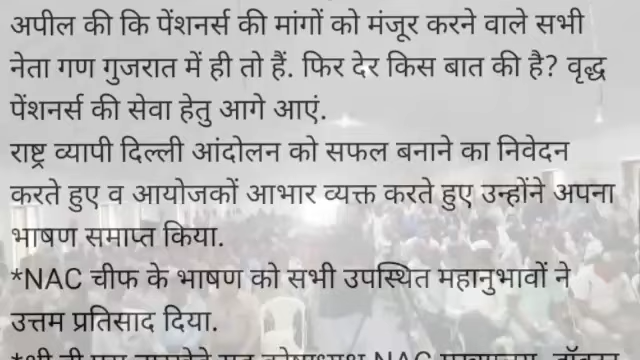 अपील की कि पेंशनर्स की मांगों को मंजूर करने वाले सभी
नेता गण गुजरात में ही तो हैं. फिर देर किस बात की है? वृद्ध
पेंशनर्स की सेवा हेतु आगे आएं.
राष्ट्र व्यापी दिल्ली आंदोलन को सफल बनाने का निवेदन
करते हुए व आयोजकों आभार व्यक्त करते हुए उन्होंने अपना
भाषण समाप्त किया.
*NAC चीफ के भाषण को सभी उपस्थित महानुभावों ने
उत्तम प्रतिसाद दिया.
NAC